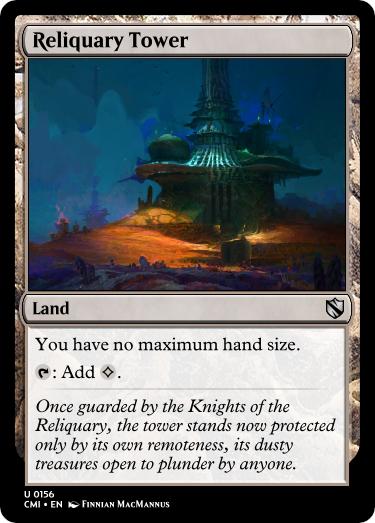 Reliquary Tower
Land
You have no maximum hand size.
: Add .
Once guarded by the Knights of the
Reliquary, the tower stands now protected
only by its own remoteness, its dusty
treasures open to plunder by anyone.
U 0156
CMI • EN Finnian MacMannus